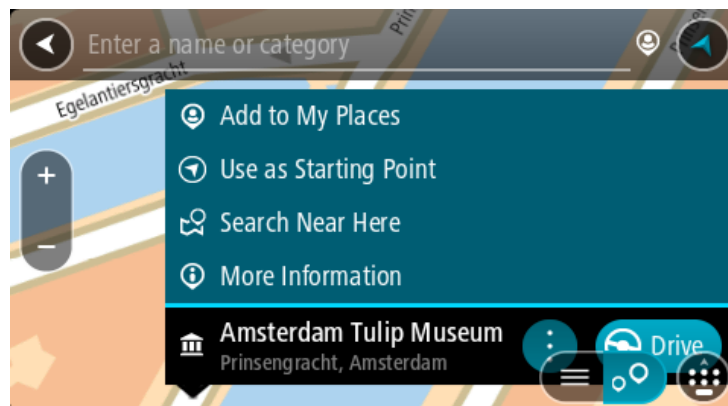 Enter a name or category
Prin
Prinse
Egelantiersgracht
Add to My Places
Use as Starting Point
Search Near Here
More Information
Amsterdam Tulip Museum
Prinsengracht, Amsterdam
Drive